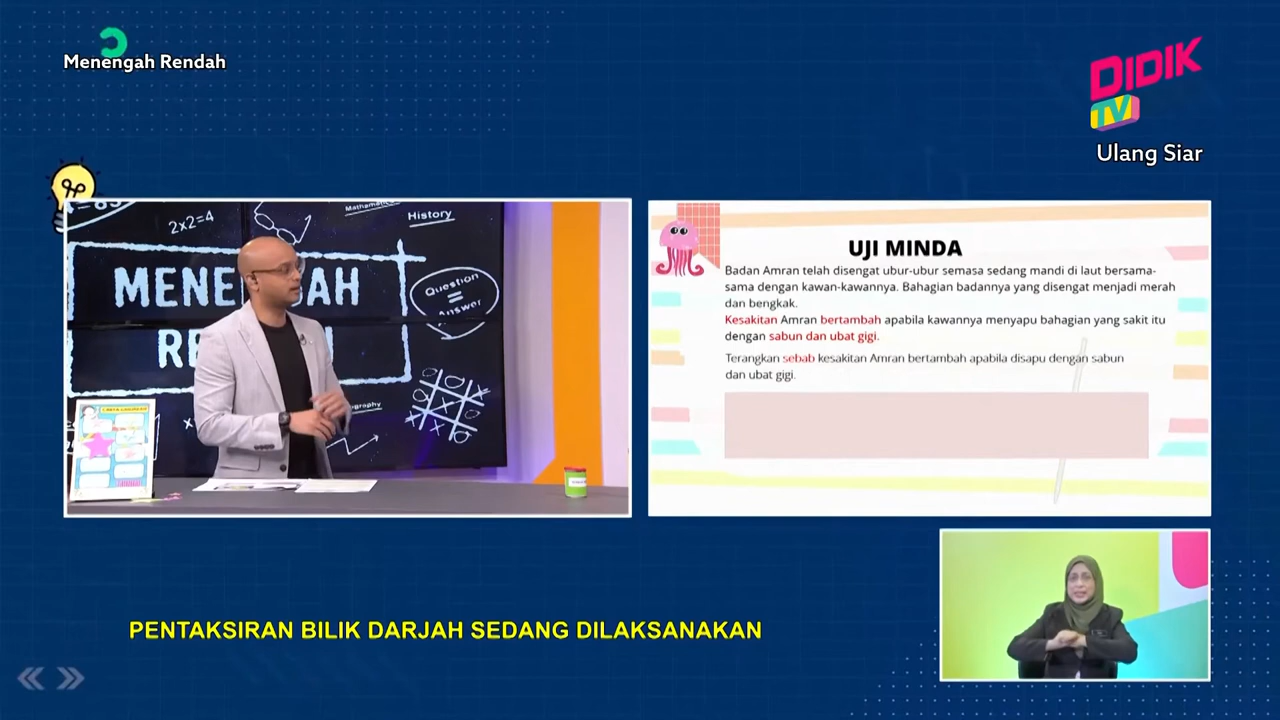 Menengah Rendah
DIDIK
TV
Ulang Siar
2x2=4
Mathematics
History
MENENGAH
Question
=
Answer
UJI MINDA
Badan Amran telah disengat ubur-ubur semasa sedang mandi di laut bersama-
sama dengan kawan-kawannya. Bahagian badannya yang disengat menjadi merah
dan bengkak.
Kesakitan Amran bertambah apabila kawannya menyapu bahagian yang sakit itu
dengan sabun dan ubat gigi.
Terangkan sebab kesakitan Amran bertambah apabila disapu dengan sabun
dan ubat gigi.
PENTAKSIRAN BILIK DARJAH SEDANG DILAKSANAKAN